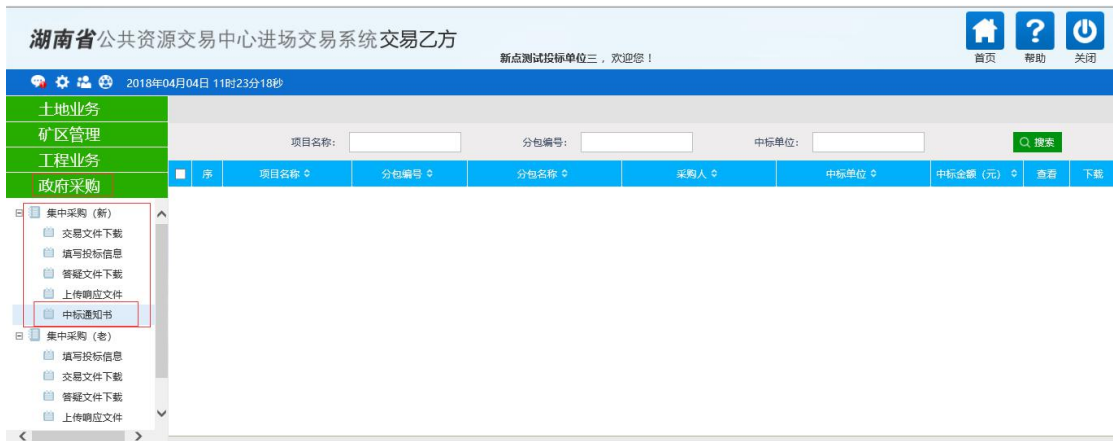 湖南省公共资源交易中心进场交易系统交易乙方
新点测试投标单位三，欢迎您！
首页
帮助
关闭
2018年04月04日 11时23分18秒
土地业务
矿区管理
工程业务
政府采购
项目名称：
分包编号：
中标单位：
搜索
序 项目名称 分包编号 分包名称 采购人 中标单位 中标金额（元） 查看 下载
集中采购（新）
交易文件下载
填写投标信息
答疑文件下载
上传响应文件
中标通知书
集中采购（老）
填写投标信息
交易文件下载
答疑文件下载
上传响应文件